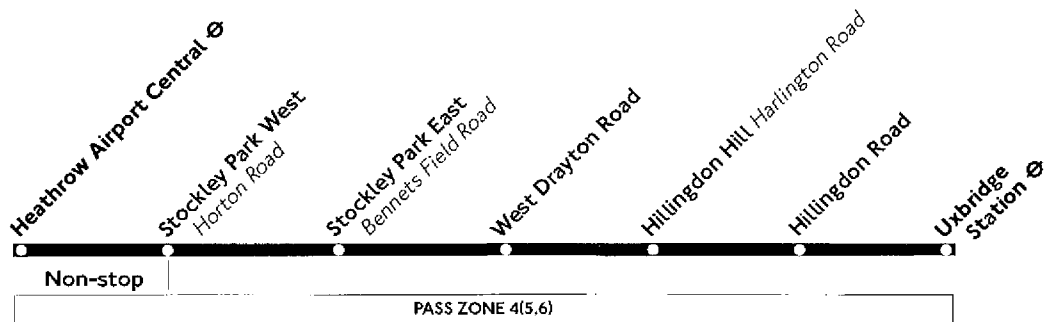 Heathrow Airport Central
Stockley Park West
Horton Road
Stockley Park East
Bennets Field Road
West Drayton Road
Hillingdon Hill Harlington Road
Hillingdon Road
Uxbridge
Station
Non-stop
PASS ZONE 4(5,6)